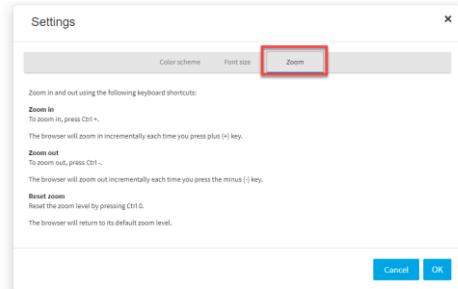 Settings
×
Color scheme Font size Zoom
Zoom in and out using the following keyboard shortcuts:
Zoom in
To zoom in, press Ctrl +.
The browser will zoom in incrementally each time you press plus (+) key.
Zoom out
To zoom out, press Ctrl -.
The browser will zoom out incrementally each time you press the minus (-) key.
Reset zoom
Reset the zoom level by pressing Ctrl 0.
The browser will return to its default zoom level.
Cancel OK